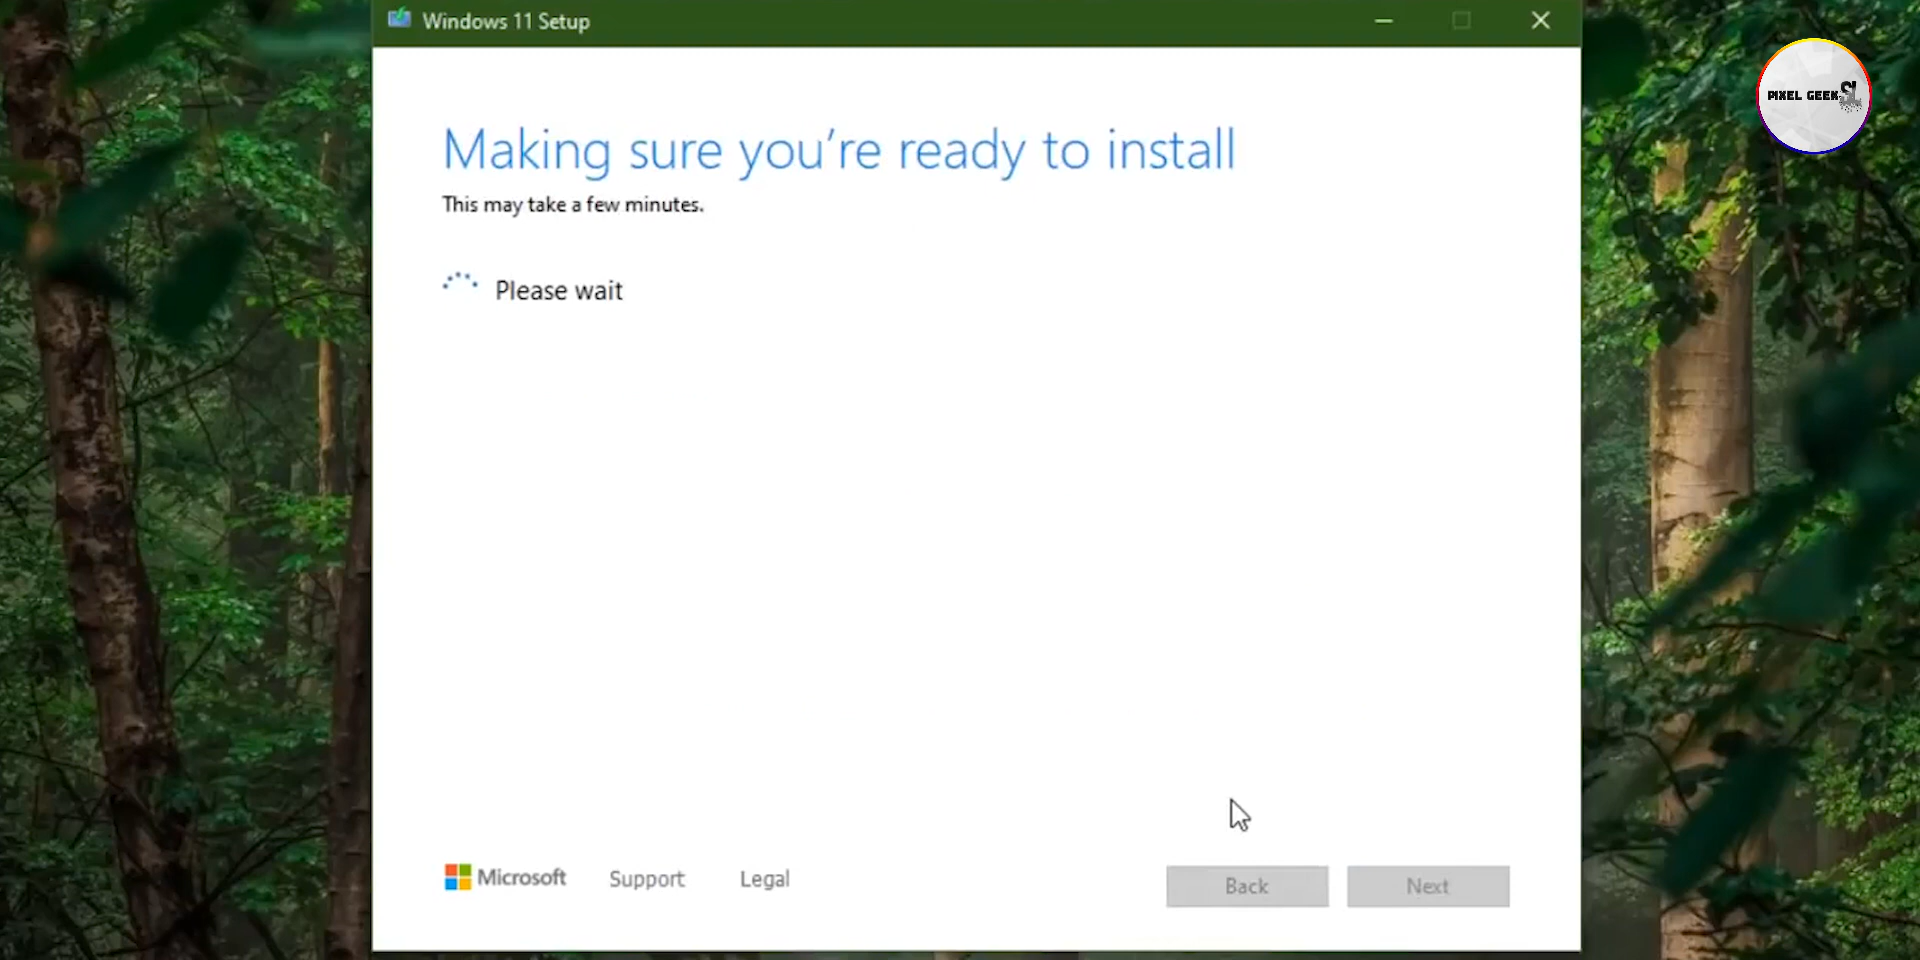 Windows 11 Setup
PIXEL GEEK SL
Making sure you're ready to install
This may take a few minutes.
Please wait
Microsoft
Support
Legal
Back
Next